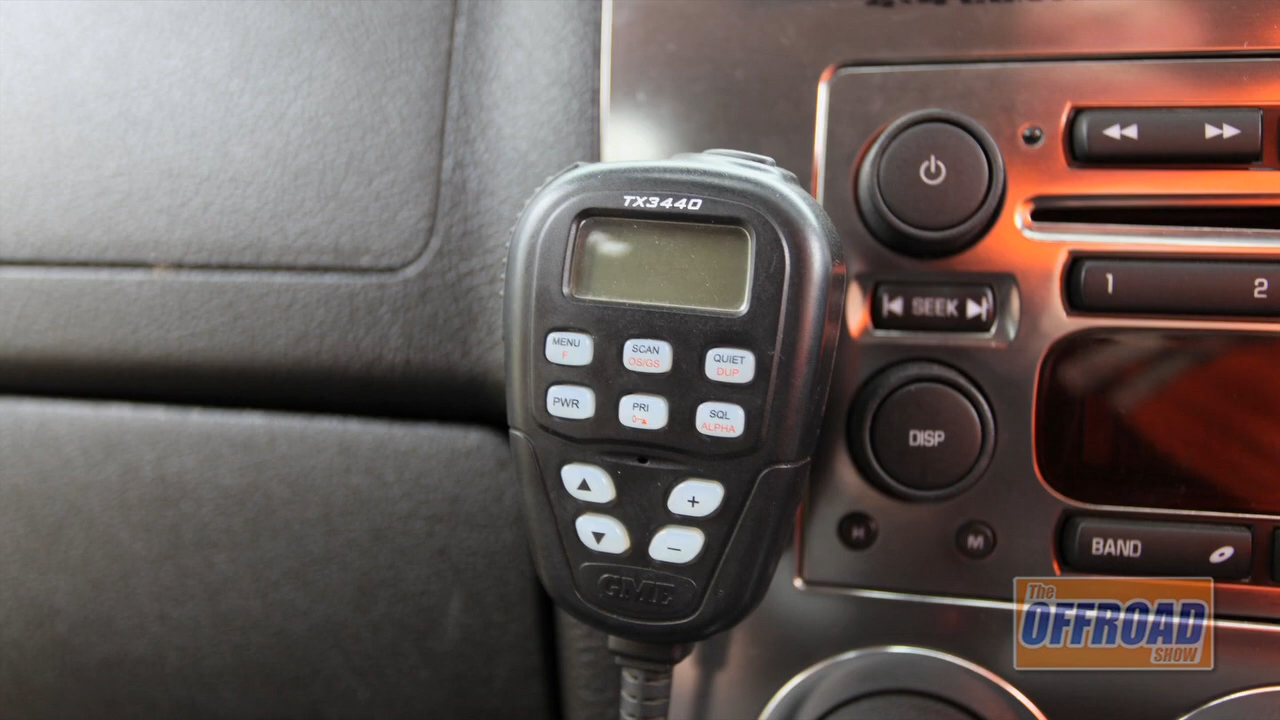 TX3440
MENU
F
SCAN
OS/GS
QUIET
DUP
PWR
PRI
SQL
ALPHA
+
−
GME
SEEK
1 2
DISP
H
M
BAND
The
OFFROAD
SHOW